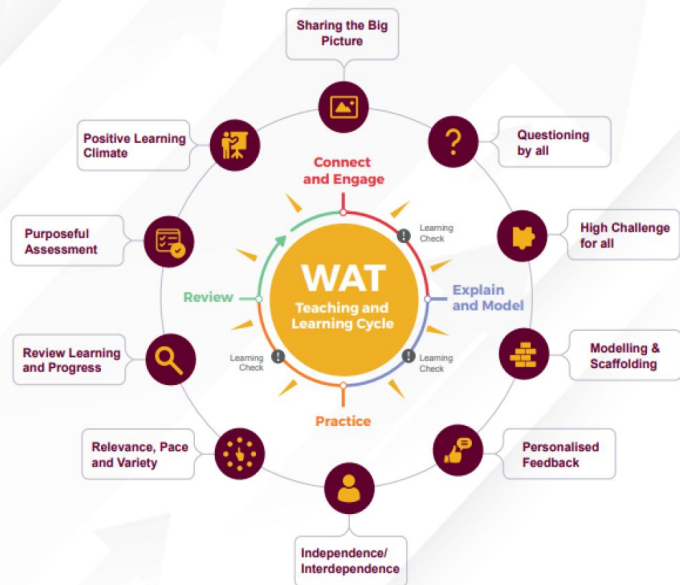 Sharing the Big
Picture
Questioning
by all
High Challenge
for all
Modelling &
Scaffolding
Personalised
Feedback
Independence/
Interdependence
Relevance, Pace
and Variety
Review Learning
and Progress
Purposeful
Assessment
Positive Learning
Climate
Connect
and Engage
Learning
Check
Explain
and Model
Learning
Check
Practice
Learning
Check
Review
WAT
Teaching and
Learning Cycle